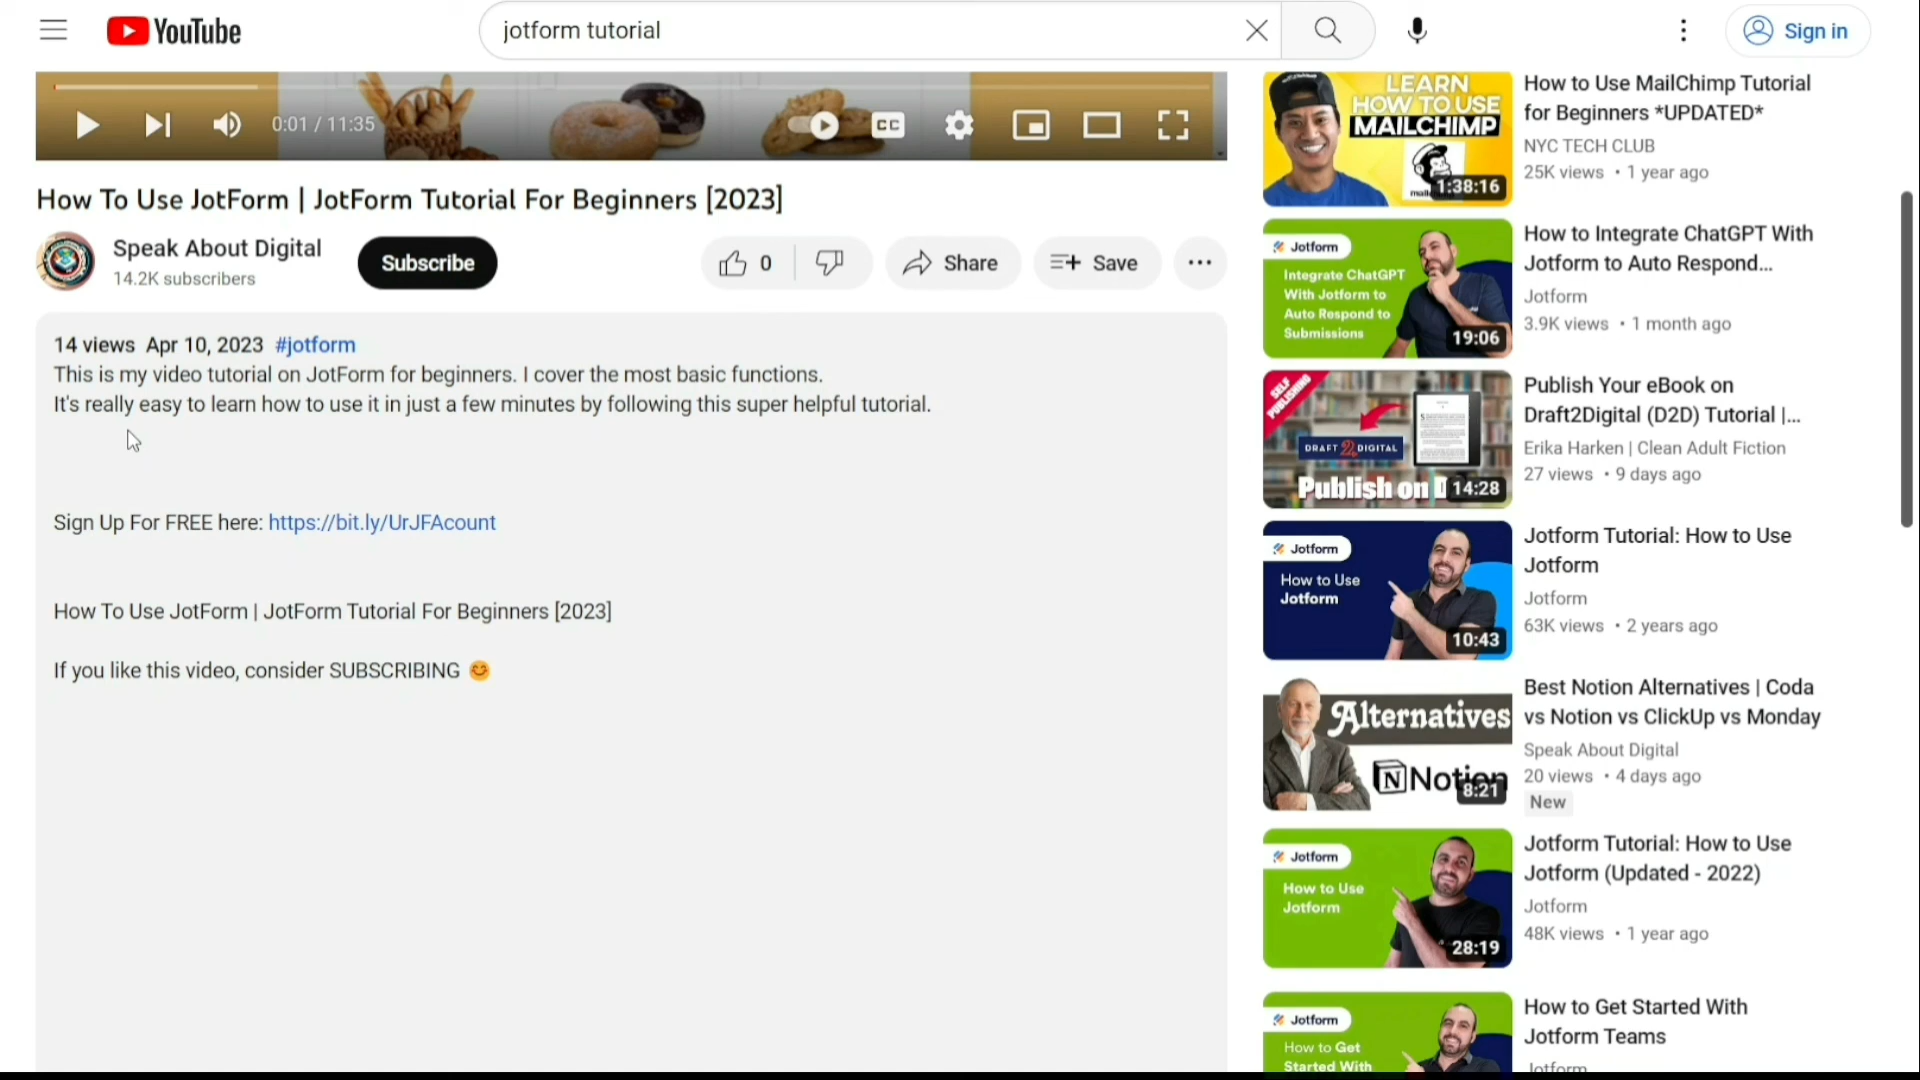 YouTube
jotform tutorial
Sign in
0:01 / 11:35
CC
How To Use JotForm | JotForm Tutorial For Beginners [2023]
Speak About Digital
14.2K subscribers
Subscribe
0
Share
Save
14 views Apr 10, 2023 #jotform
This is my video tutorial on JotForm for beginners. I cover the most basic functions.
It's really easy to learn how to use it in just a few minutes by following this super helpful tutorial.
Sign Up For FREE here: https://bit.ly/UrJFAcount
How To Use JotForm | JotForm Tutorial For Beginners [2023]
If you like this video, consider SUBSCRIBING 😊
LEARN
HOW TO USE
MAILCHIMP
1:38:16
How to Use MailChimp Tutorial
for Beginners *UPDATED*
NYC TECH CLUB
25K views • 1 year ago
Jotform
Integrate ChatGPT
With Jotform to
Auto Respond to
Submissions
19:06
How to Integrate ChatGPT With
Jotform to Auto Respond...
Jotform
3.9K views • 1 month ago
SELF
PUBLISHING
DRAFT 2 DIGITAL
Publish on D
14:28
Publish Your eBook on
Draft2Digital (D2D) Tutorial |...
Erika Harken | Clean Adult Fiction
27 views • 9 days ago
Jotform
How to Use
Jotform
10:43
Jotform Tutorial: How to Use
Jotform
Jotform
63K views • 2 years ago
Alternatives
Notion
8:21
Best Notion Alternatives | Coda
vs Notion vs ClickUp vs Monday
Speak About Digital
20 views • 4 days ago
New
Jotform
How to Use
Jotform
28:19
Jotform Tutorial: How to Use
Jotform (Updated - 2022)
Jotform
48K views • 1 year ago
Jotform
How to Get
Started With
How to Get Started With
Jotform Teams
Jotform